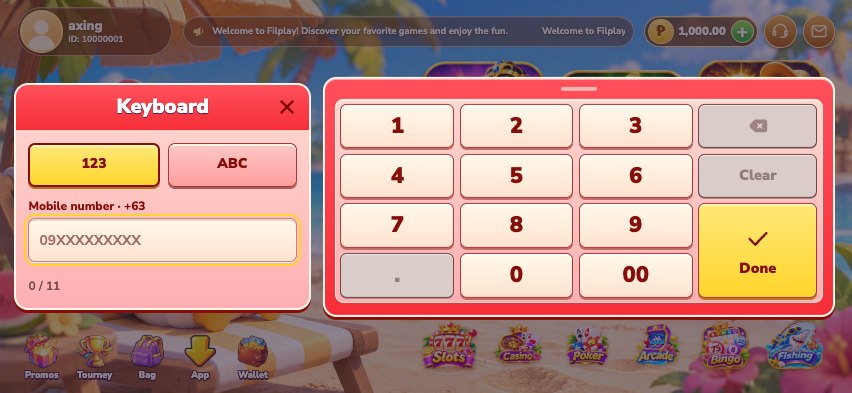 axing
ID: 10000001
Welcome to Filplay! Discover your favorite games and enjoy the fun.
Welcome to Filplay
₱ 1,000.00
Keyboard
123
ABC
Mobile number · +63
09XXXXXXXXX
0 / 11
1
2
3
4
5
6
Clear
7
8
9
Done
.
0
00
Promos
Tourney
Bag
App
Wallet
777
Slots
Casino
Poker
Arcade
Bingo
Fishing